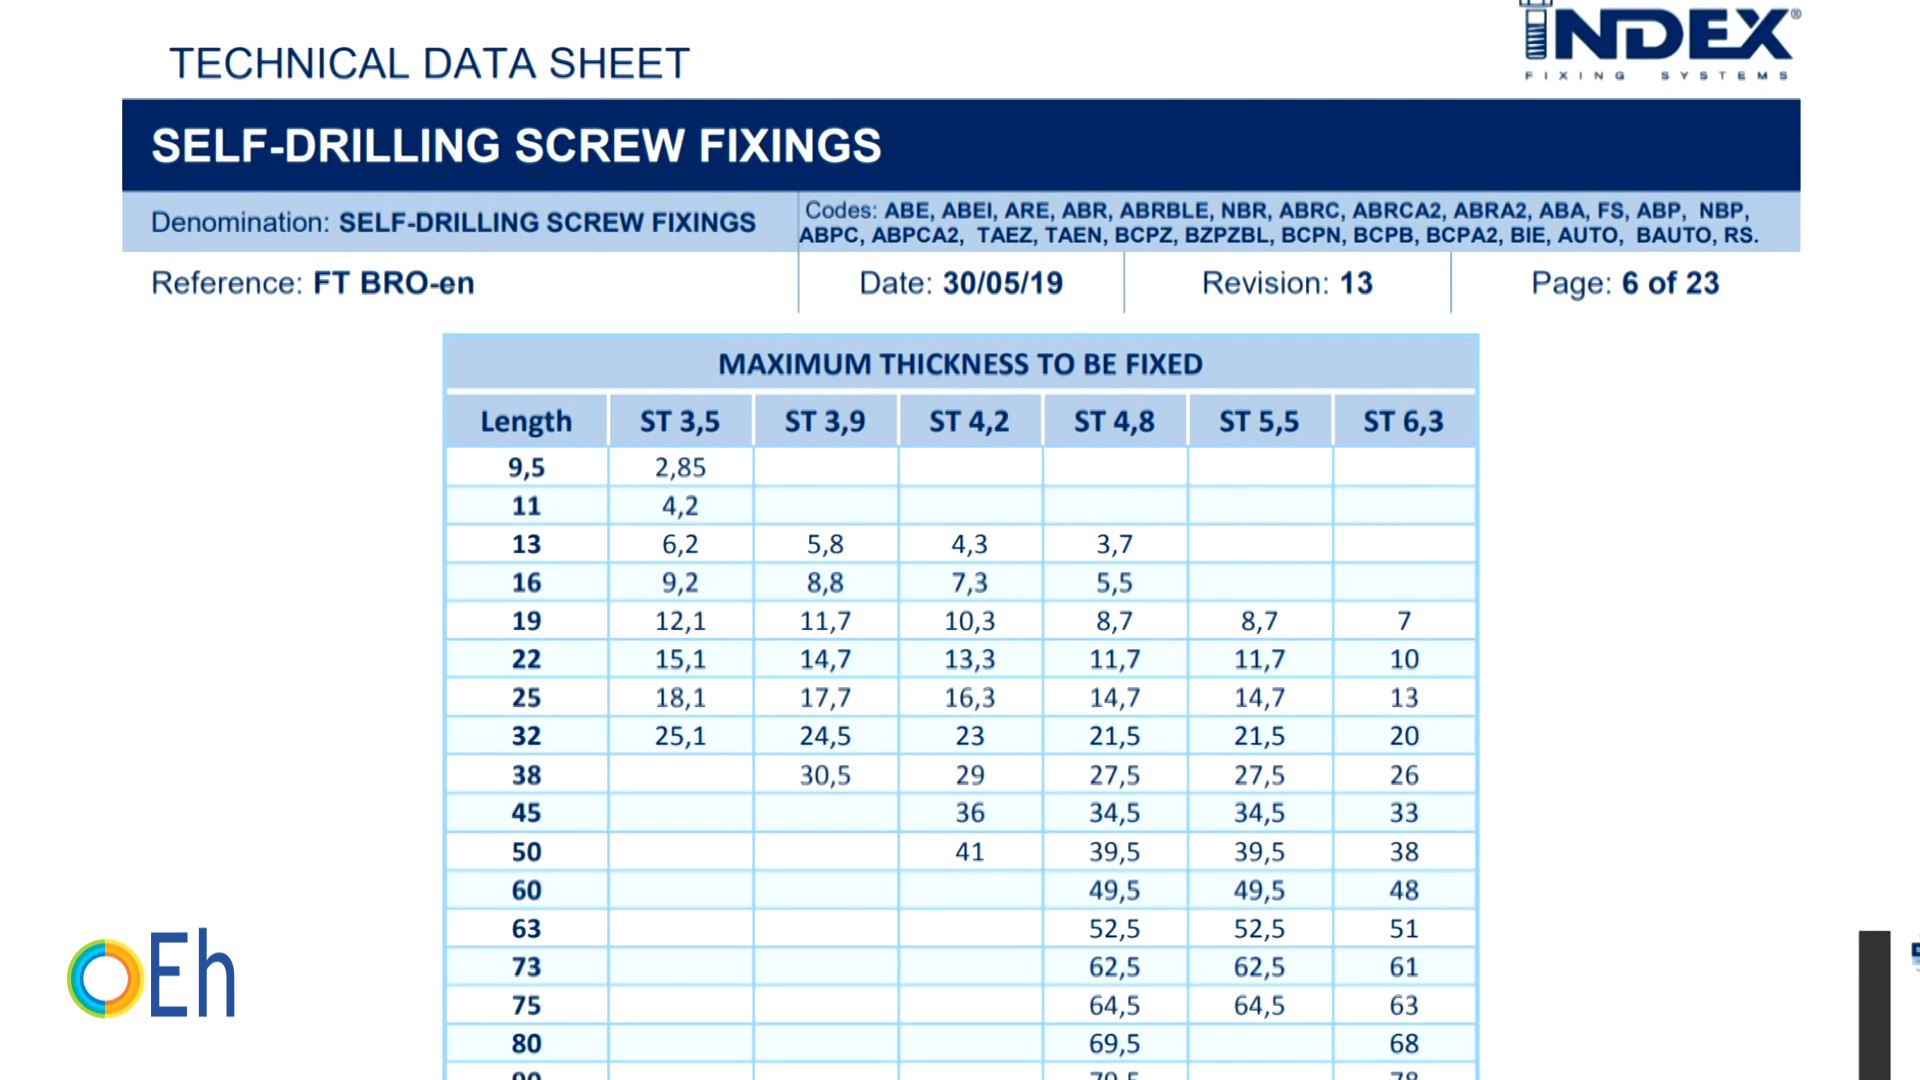 INDEX®
FIXING SYSTEMS
TECHNICAL DATA SHEET
SELF-DRILLING SCREW FIXINGS
Denomination: SELF-DRILLING SCREW FIXINGS
Codes: ABE, ABEI, ARE, ABR, ABRBLE, NBR, ABRC, ABRCA2, ABRA2, ABA, FS, ABP, NBP,
ABPC, ABPCA2, TAEZ, TAEN, BCPZ, BZPZBL, BCPN, BCPB, BCPA2, BIE, AUTO, BAUTO, RS.
Reference: FT BRO-en Date: 30/05/19 Revision: 13 Page: 6 of 23
MAXIMUM THICKNESS TO BE FIXED
Length ST 3,5 ST 3,9 ST 4,2 ST 4,8 ST 5,5 ST 6,3
9,5 2,85
11 4,2
13 6,2 5,8 4,3 3,7
16 9,2 8,8 7,3 5,5
19 12,1 11,7 10,3 8,7 8,7 7
22 15,1 14,7 13,3 11,7 11,7 10
25 18,1 17,7 16,3 14,7 14,7 13
32 25,1 24,5 23 21,5 21,5 20
38 30,5 29 27,5 27,5 26
45 36 34,5 34,5 33
50 41 39,5 39,5 38
60 49,5 49,5 48
63 52,5 52,5 51
73 62,5 62,5 61
75 64,5 64,5 63
80 69,5 68
Eh